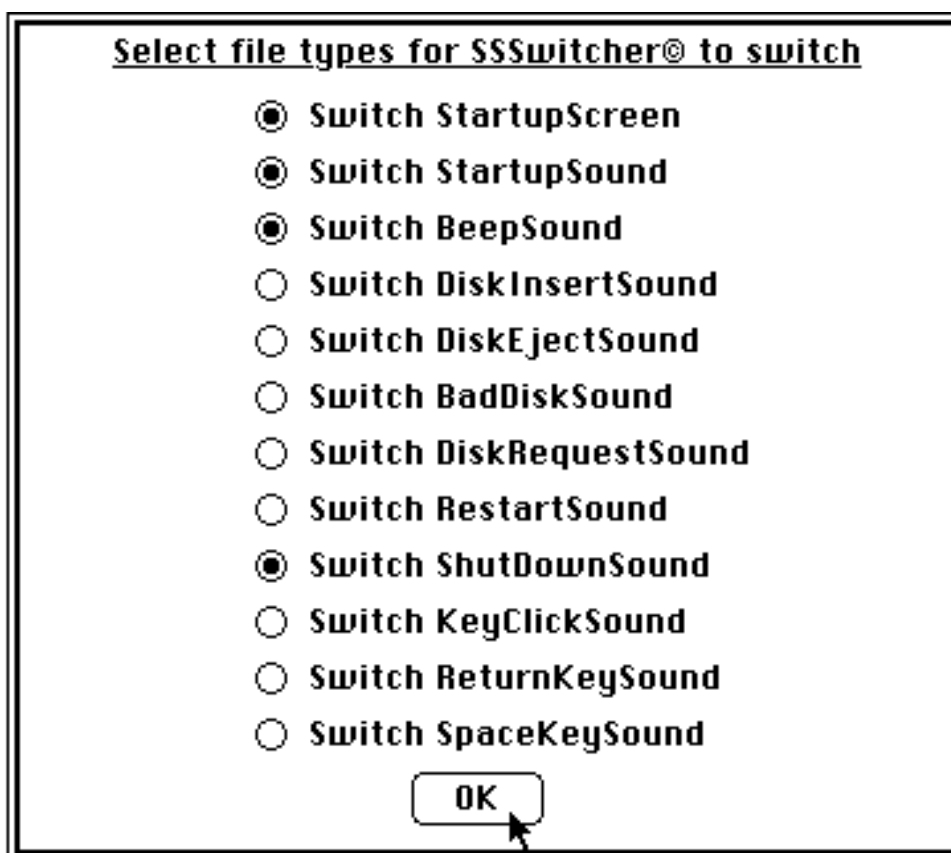 Select file types for SSSwitcher© to switch
Switch StartupScreen
Switch StartupSound
Switch BeepSound
Switch DiskInsertSound
Switch DiskEjectSound
Switch BadDiskSound
Switch DiskRequestSound
Switch RestartSound
Switch ShutDownSound
Switch KeyClickSound
Switch ReturnKeySound
Switch SpaceKeySound
OK